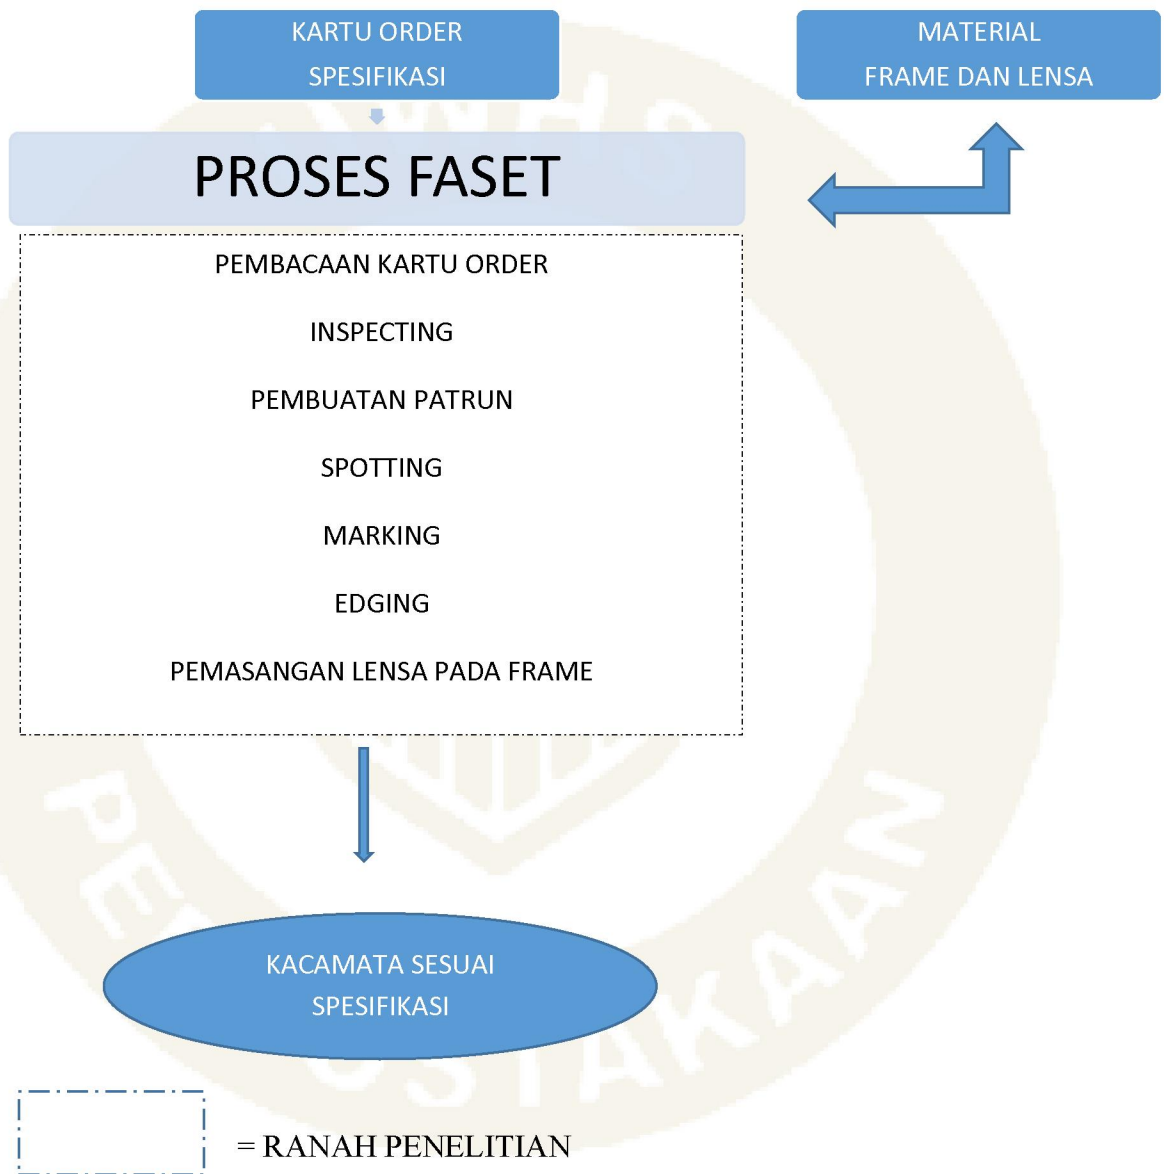 KARTU ORDER
SPESIFIKASI
MATERIAL
FRAME DAN LENSA
PROSES FASET
PEMBACAAN KARTU ORDER
INSPECTING
PEMBUATAN PATRUN
SPOTTING
MARKING
EDGING
PEMASANGAN LENSA PADA FRAME
KACAMATA SESUAI
SPESIFIKASI
= RANAH PENELITIAN